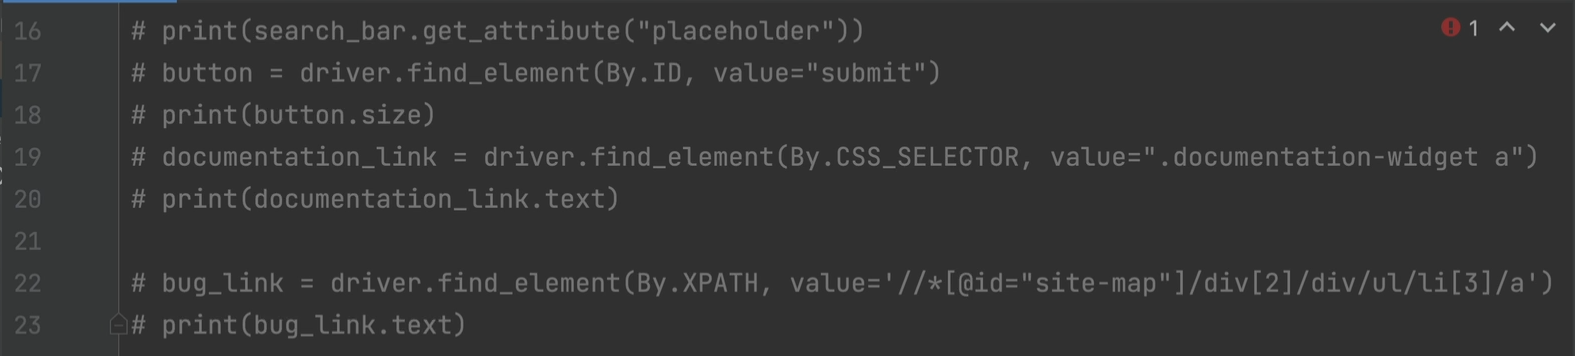 16 # print(search_bar.get_attribute("placeholder")) 1
17 # button = driver.find_element(By.ID, value="submit")
18 # print(button.size)
19 # documentation_link = driver.find_element(By.CSS_SELECTOR, value=".documentation-widget a")
20 # print(documentation_link.text)
21
22 # bug_link = driver.find_element(By.XPATH, value='//*[@id="site-map"]/div[2]/div/ul/li[3]/a')
23 # print(bug_link.text)